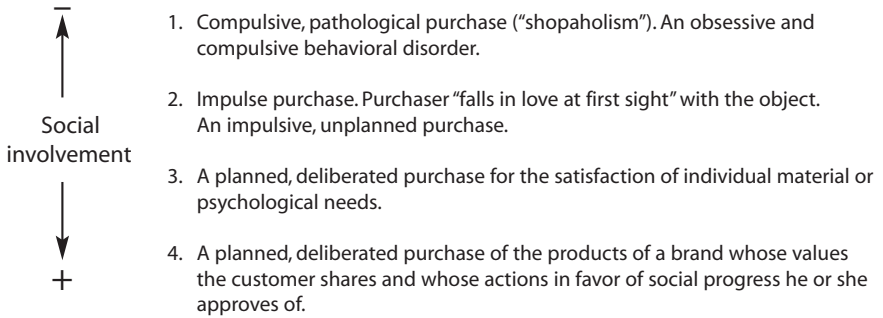 −
1. Compulsive, pathological purchase (“shopaholism”). An obsessive and
compulsive behavioral disorder.
2. Impulse purchase. Purchaser “falls in love at first sight” with the object.
An impulsive, unplanned purchase.
Social
involvement
3. A planned, deliberated purchase for the satisfaction of individual material or
psychological needs.
4. A planned, deliberated purchase of the products of a brand whose values
the customer shares and whose actions in favor of social progress he or she
approves of.
+